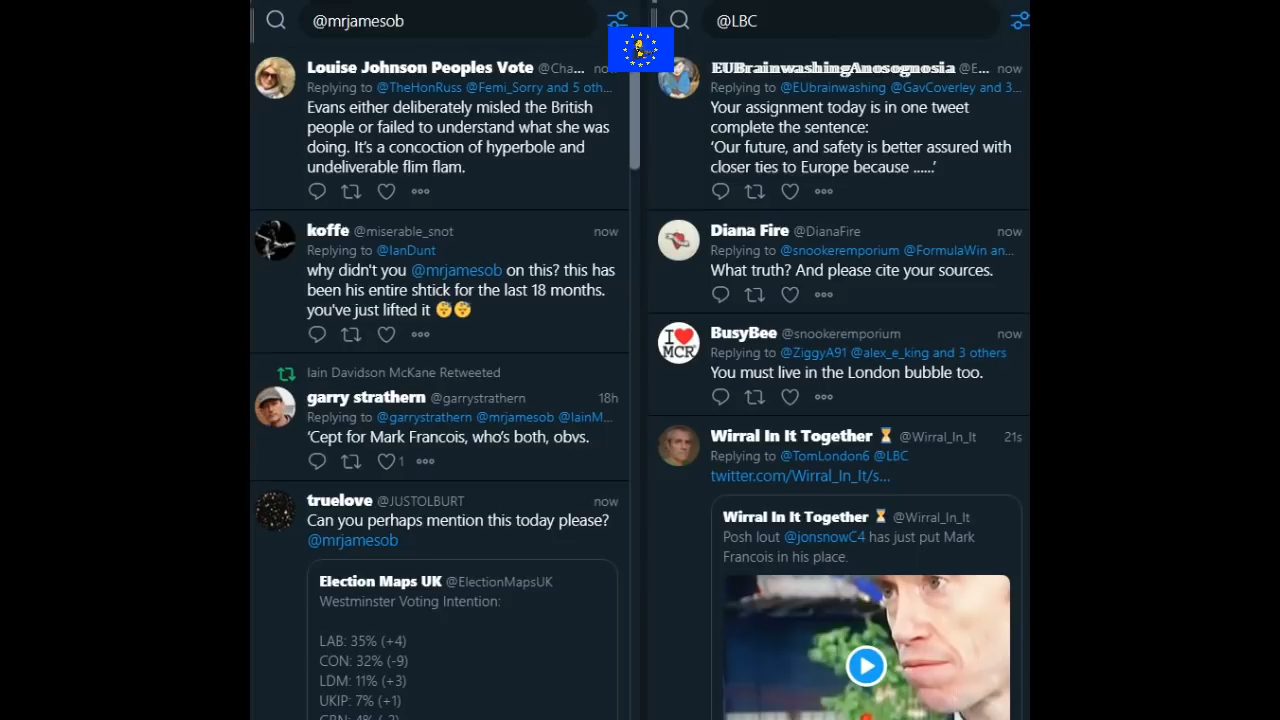 @mrjamesob
Louise Johnson Peoples Vote @Cha... now
Replying to @TheHonRuss @Femi_Sorry and 5 oth...
Evans either deliberately misled the British
people or failed to understand what she was
doing. It's a concoction of hyperbole and
undeliverable flim flam.
koffe @miserable_snot now
Replying to @IanDunt
why didn't you @mrjamesob on this? this has
been his entire shtick for the last 18 months.
you've just lifted it 😴😴
Iain Davidson McKane Retweeted
garry strathern @garrystrathern 18h
Replying to @garrystrathern @mrjamesob @IainM...
'Cept for Mark Francois, who's both, obvs.
1
truelove @JUSTOLBURT now
Can you perhaps mention this today please?
@mrjamesob
Election Maps UK @ElectionMapsUK
Westminster Voting Intention:
LAB: 35% (+4)
CON: 32% (-9)
LDM: 11% (+3)
UKIP: 7% (+1)
@LBC
EUBrainwashingAnosognosia @E... now
Replying to @EUbrainwashing @GavCoverley and 3...
Your assignment today is in one tweet
complete the sentence:
'Our future, and safety is better assured with
closer ties to Europe because ......'
Diana Fire @DianaFire now
Replying to @snookeremporium @FormulaWin an...
What truth? And please cite your sources.
I ❤ MCR
BusyBee @snookeremporium now
Replying to @ZiggyA91 @alex_e_king and 3 others
You must live in the London bubble too.
Wirral In It Together ⏳ @Wirral_In_It 21s
Replying to @TomLondon6 @LBC
twitter.com/Wirral_In_It/s...
Wirral In It Together ⏳ @Wirral_In_It
Posh lout @jonsnowC4 has just put Mark
Francois in his place.